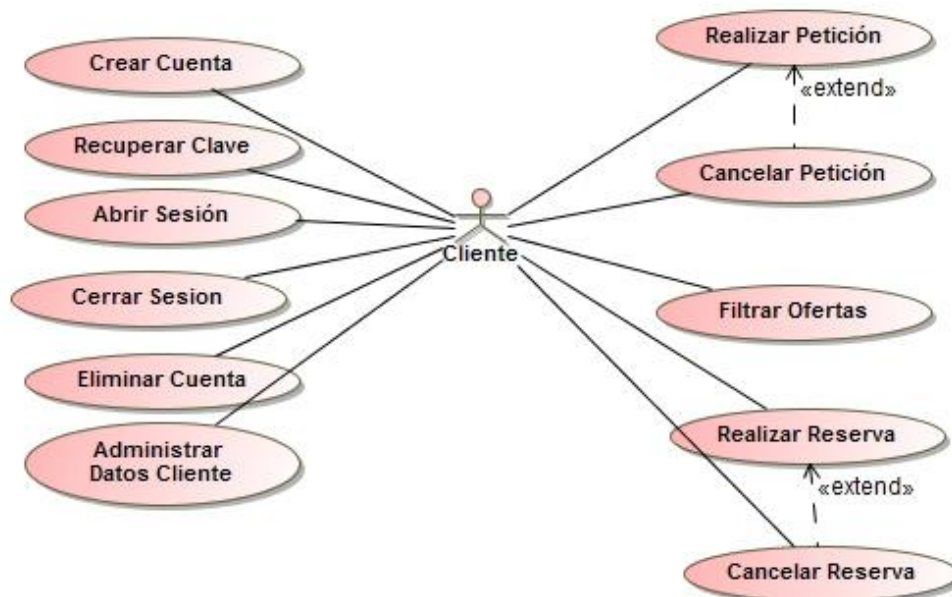 Crear Cuenta
Recuperar Clave
Abrir Sesión
Cerrar Sesion
Eliminar Cuenta
Administrar
Datos Cliente
Cliente
Realizar Petición
«extend»
Cancelar Petición
Filtrar Ofertas
Realizar Reserva
«extend»
Cancelar Reserva